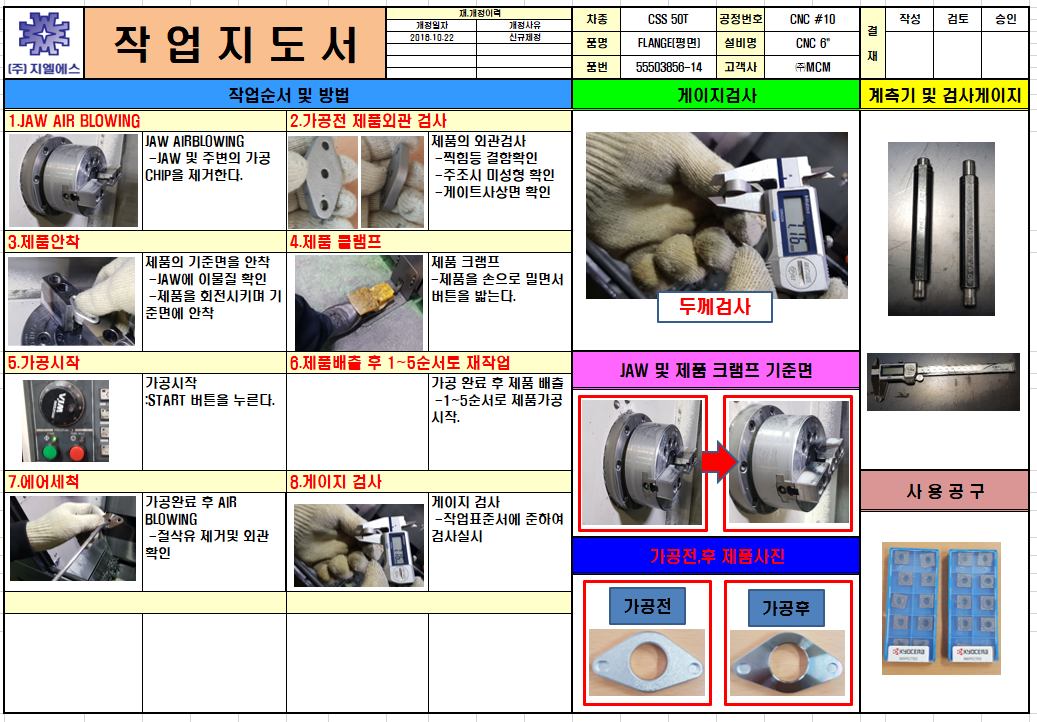 (주) 지엘에스
작 업 지 도 서
재.개정이력
개정일자 개정사유
2018.10.22 신규제정
차종 CSS 50T 공정번호 CNC #10
품명 FLANGE(평면) 설비명 CNC 6"
품번 55503856-14 고객사 ㈜MCM
결재 작성 검토 승인
작업순서 및 방법
게이지검사
계측기 및 검사게이지
1.JAW AIR BLOWING
JAW AIRBLOWING
-JAW 및 주변의 가공
CHIP을 제거한다.
2.가공전 제품외관 검사
제품의 외관검사
-찍힘등 결함확인
-주조시 미성형 확인
-게이트사상면 확인
3.제품안착
제품의 기준면을 안착
-JAW에 이물질 확인
-제품을 회전시키며 기
준면에 안착
4.제품 클램프
제품 크램프
-제품을 손으로 밀면서
버튼을 밟는다.
5.가공시작
가공시작
:START 버튼을 누른다.
6.제품배출 후 1~5순서로 재작업
가공 완료 후 제품 배출
-1~5순서로 제품가공
시작.
7.에어세척
가공완료 후 AIR
BLOWING
-절삭유 제거및 외관
확인
8.게이지 검사
게이지 검사
-작업표준서에 준하여
검사실시
두께검사
JAW 및 제품 크램프 기준면
가공전,후 제품사진
가공전
가공후
사 용 공 구
KYOCERA
KYOCERA